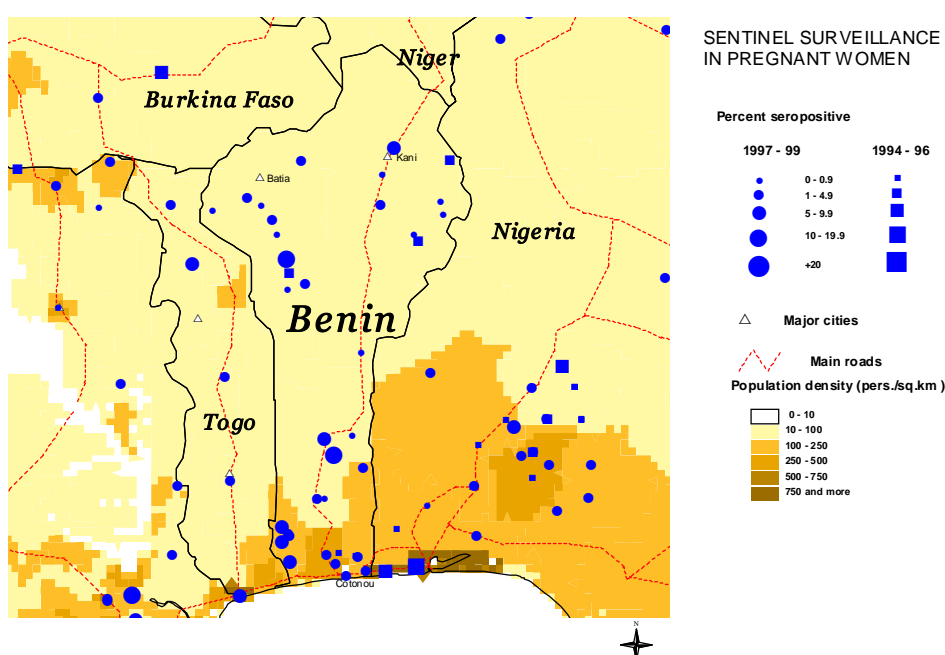 SENTINEL SURVEILLANCE
IN PREGNANT WOMEN
Percent seropositive
1997 - 99
1994 - 96
0 - 0.9
1 - 4.9
5 - 9.9
10 - 19.9
+20
Major cities
Main roads
Population density (pers./sq.km)
0 - 10
10 - 100
100 - 250
250 - 500
500 - 750
750 and more
Niger
Burkina Faso
Kani
Batia
Nigeria
Benin
Togo
Cotonou
N